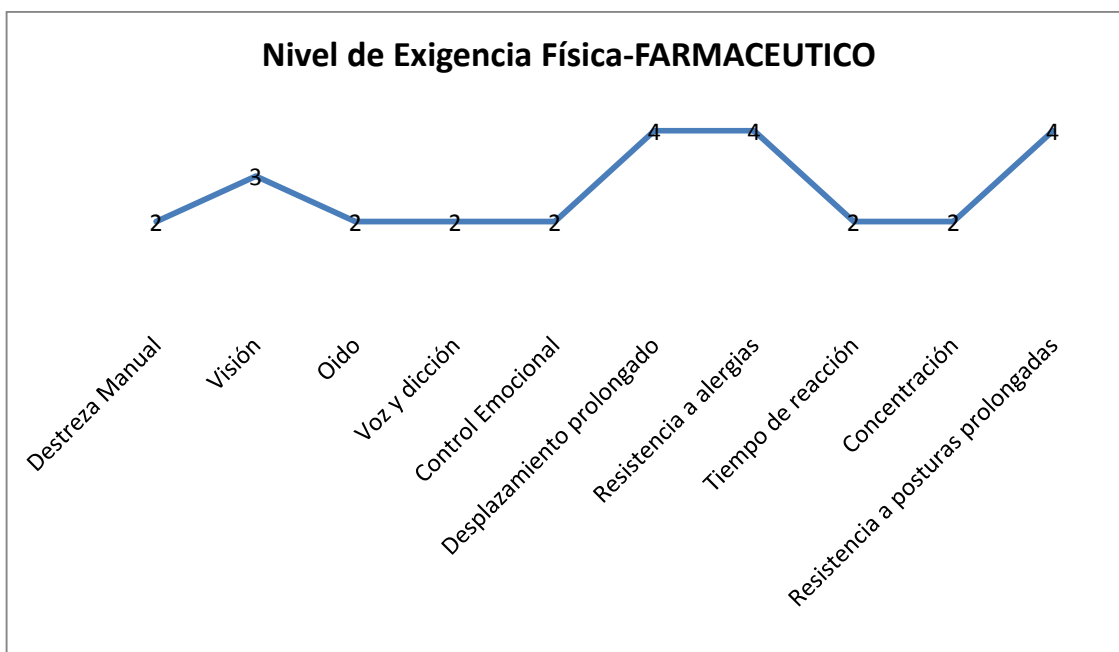 Nivel de Exigencia Física-FARMACEUTICO
2
3
2
2
2
4
4
2
2
4
Destreza Manual
Visión
Oido
Voz y dicción
Control Emocional
Desplazamiento prolongado
Resistencia a alergias
Tiempo de reacción
Concentración
Resistencia a posturas prolongadas